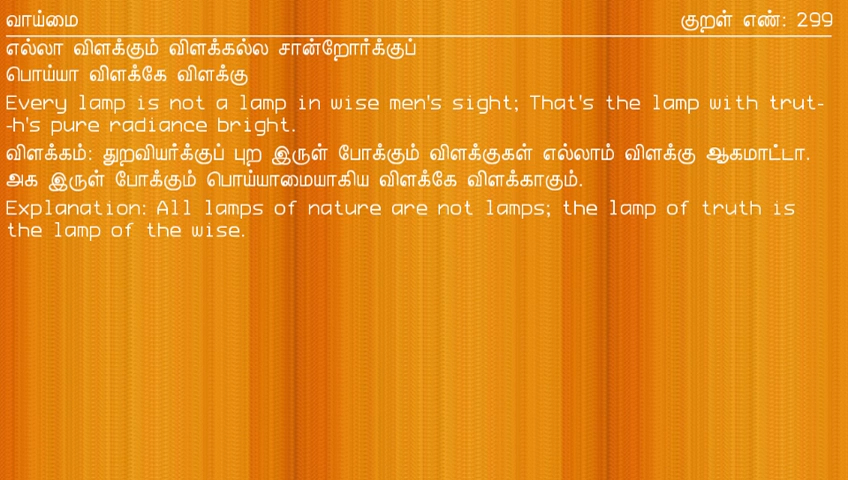 வாய்மை குறள் எண்: 299
எல்லா விளக்கும் விளக்கல்ல சான்றோர்க்குப்
பொய்யா விளக்கே விளக்கு
Every lamp is not a lamp in wise men's sight; That's the lamp with trut-
-h's pure radiance bright.
விளக்கம்: துறவியர்க்குப் புற இருள் போக்கும் விளக்குகள் எல்லாம் விளக்கு ஆகமாட்டா.
அக இருள் போக்கும் பொய்யாமையாகிய விளக்கே விளக்காகும்.
Explanation: All lamps of nature are not lamps; the lamp of truth is
the lamp of the wise.